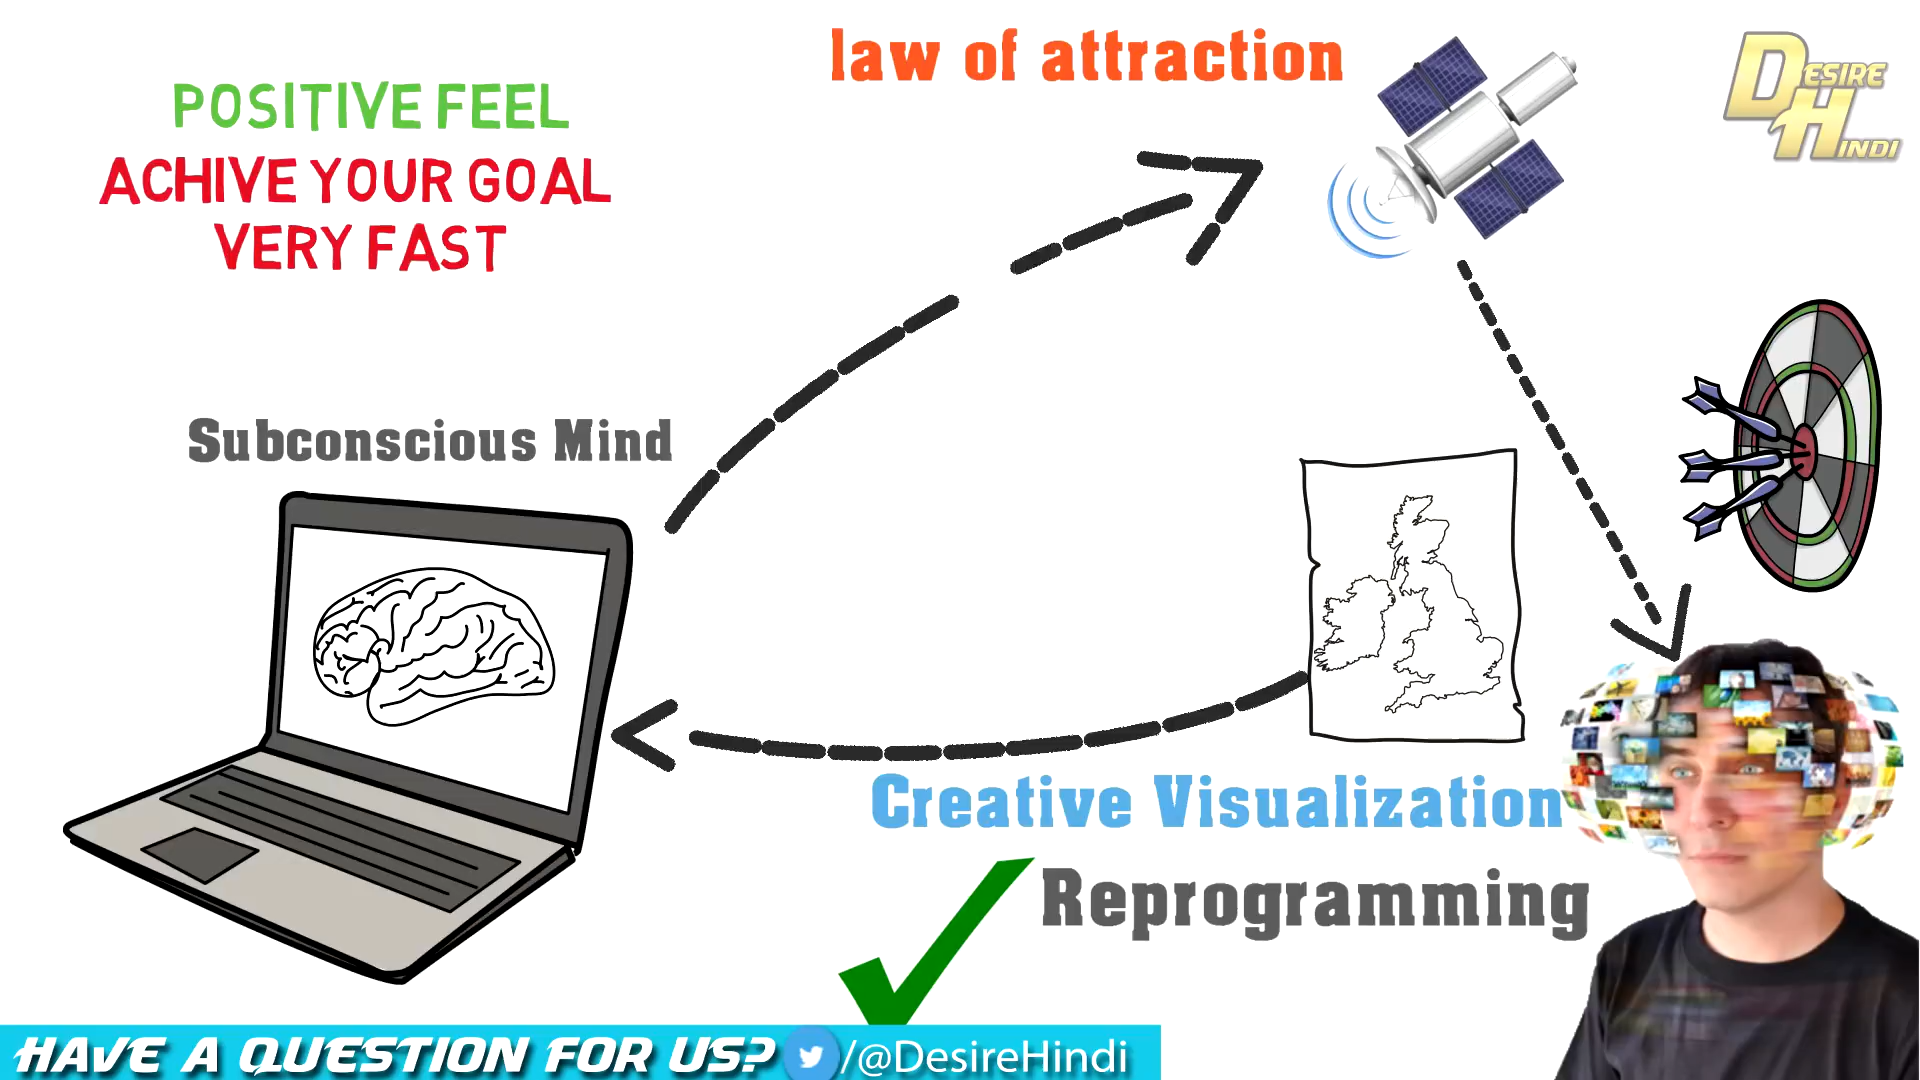 law of attraction
DESIRE
HINDI
POSITIVE FEEL
ACHIVE YOUR GOAL
VERY FAST
Subconscious Mind
Creative Visualization
Reprogramming
HAVE A QUESTION FOR US? /@DesireHindi